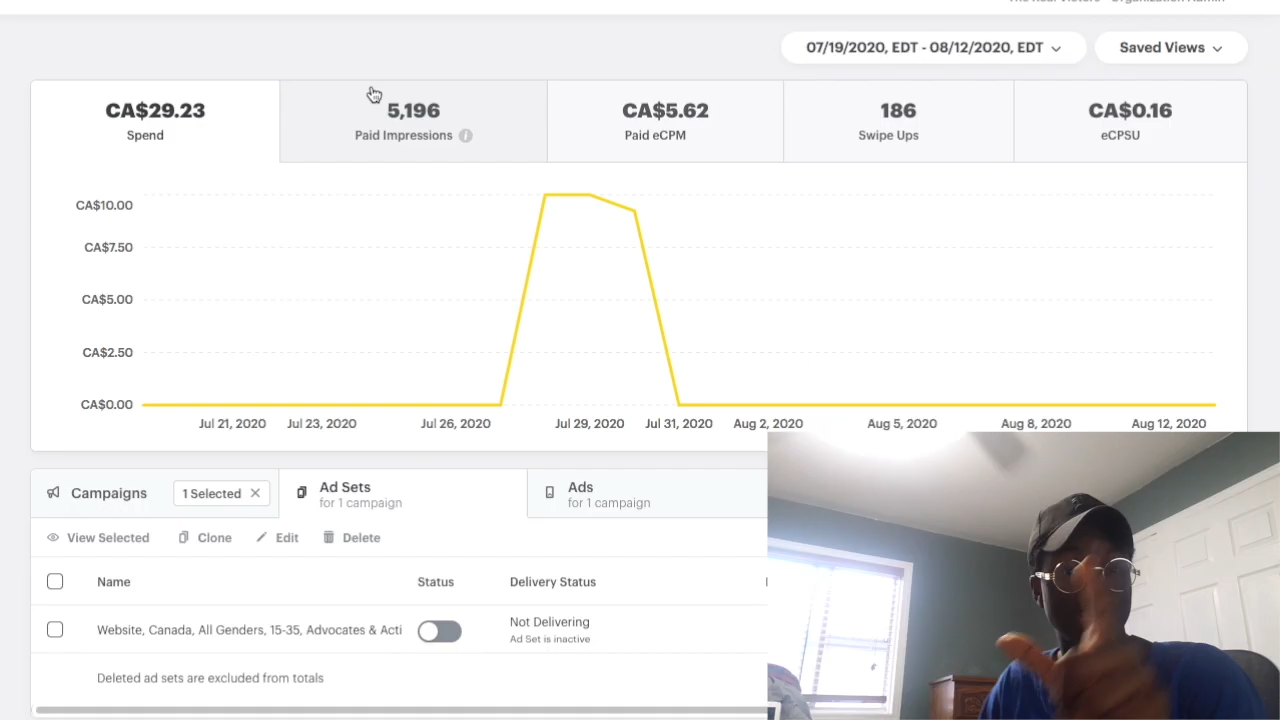 07/19/2020, EDT - 08/12/2020, EDT
Saved Views
CA$29.23
Spend
5,196
Paid Impressions
CA$5.62
Paid eCPM
186
Swipe Ups
CA$0.16
eCPSU
CA$10.00
CA$7.50
CA$5.00
CA$2.50
CA$0.00
Jul 21, 2020
Jul 23, 2020
Jul 26, 2020
Jul 29, 2020
Jul 31, 2020
Aug 2, 2020
Aug 5, 2020
Aug 8, 2020
Aug 12, 2020
Campaigns
1 Selected
Ad Sets
for 1 campaign
Ads
for 1 campaign
View Selected
Clone
Edit
Delete
Name
Status
Delivery Status
Website, Canada, All Genders, 15-35, Advocates & Acti
Not Delivering
Ad Set is inactive
Deleted ad sets are excluded from totals